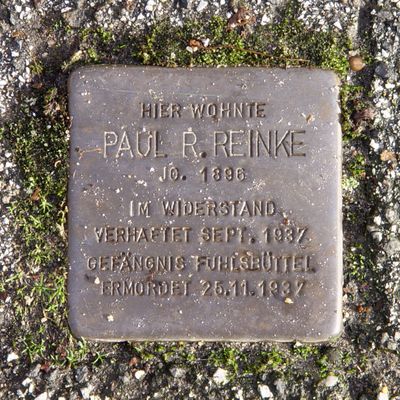 HIER WOHNTE
PAUL R. REINKE
JG. 1896
IM WIDERSTAND
VERHAFTET SEPT. 1937
GEFÄNGNIS FUHLSBÜTTEL
ERMORDET 25.11.1937